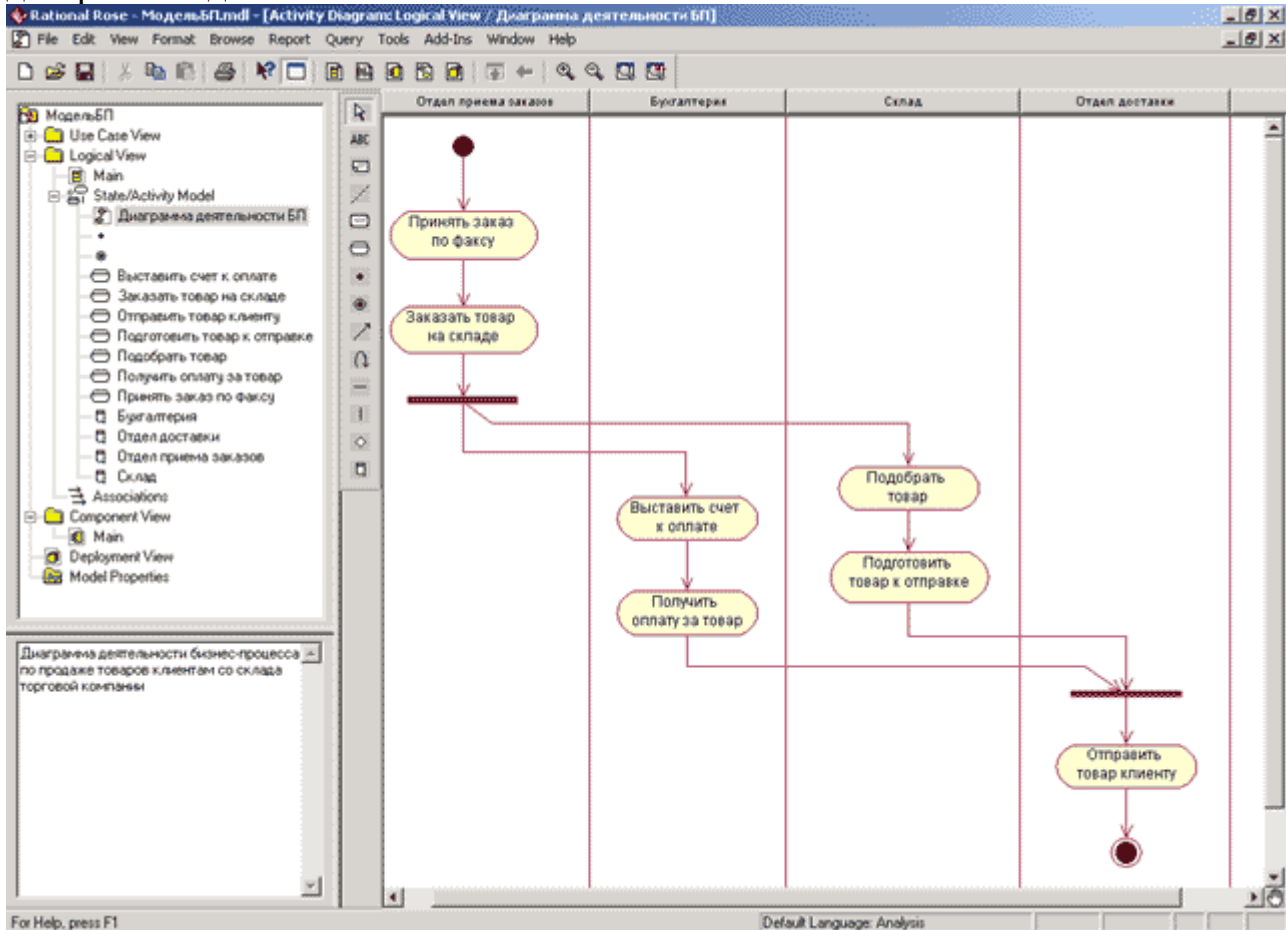 Rational Rose - МодельБП.mdl - [Activity Diagram: Logical View / Диаграмма деятельности БП]
File Edit View Format Browse Report Query Tools Add-Ins Window Help
МодельБП
Use Case View
Logical View
Main
State/Activity Model
Диаграмма деятельности БП
Выставить счет к оплате
Заказать товар на складе
Отправить товар клиенту
Подготовить товар к отправке
Подобрать товар
Получить оплату за товар
Принять заказ по факсу
Бухгалтерия
Отдел доставки
Отдел приема заказов
Склад
Associations
Component View
Main
Deployment View
Model Properties
Диаграмма деятельности бизнес-процесса
по продаже товаров клиентам со склада
торговой компании
ABC
Отдел приема заказов
Бухгалтерия
Склад
Отдел доставки
Принять заказ
по факсу
Заказать товар
на складе
Выставить счет
к оплате
Получить
оплату за товар
Подобрать
товар
Подготовить
товар к отправке
Отправить
товар клиенту
For Help, press F1
Default Language: Analysis